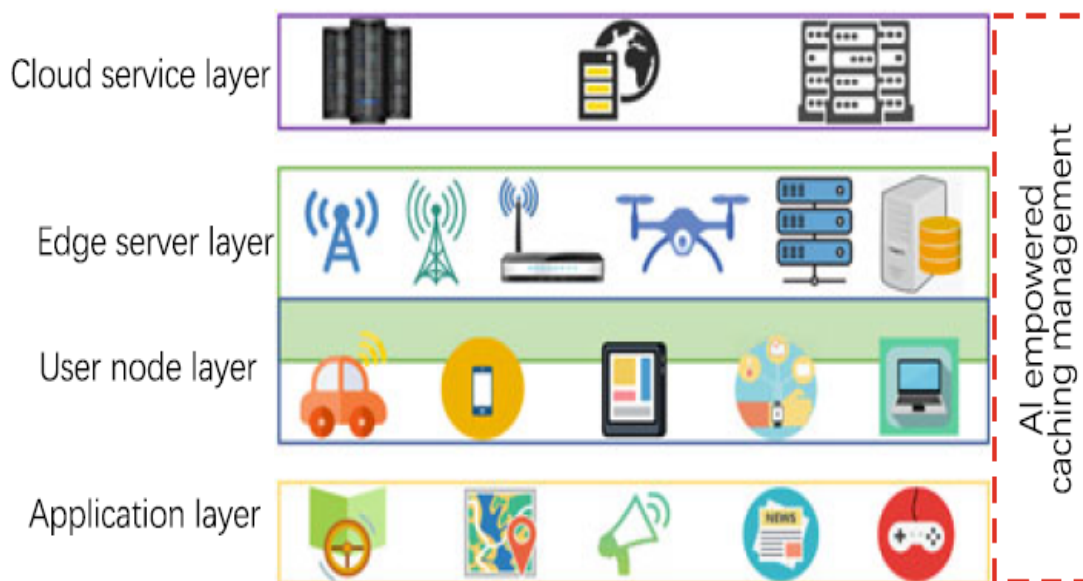 Cloud service layer
Edge server layer
User node layer
Application layer
NEWS
AI empowered
caching management